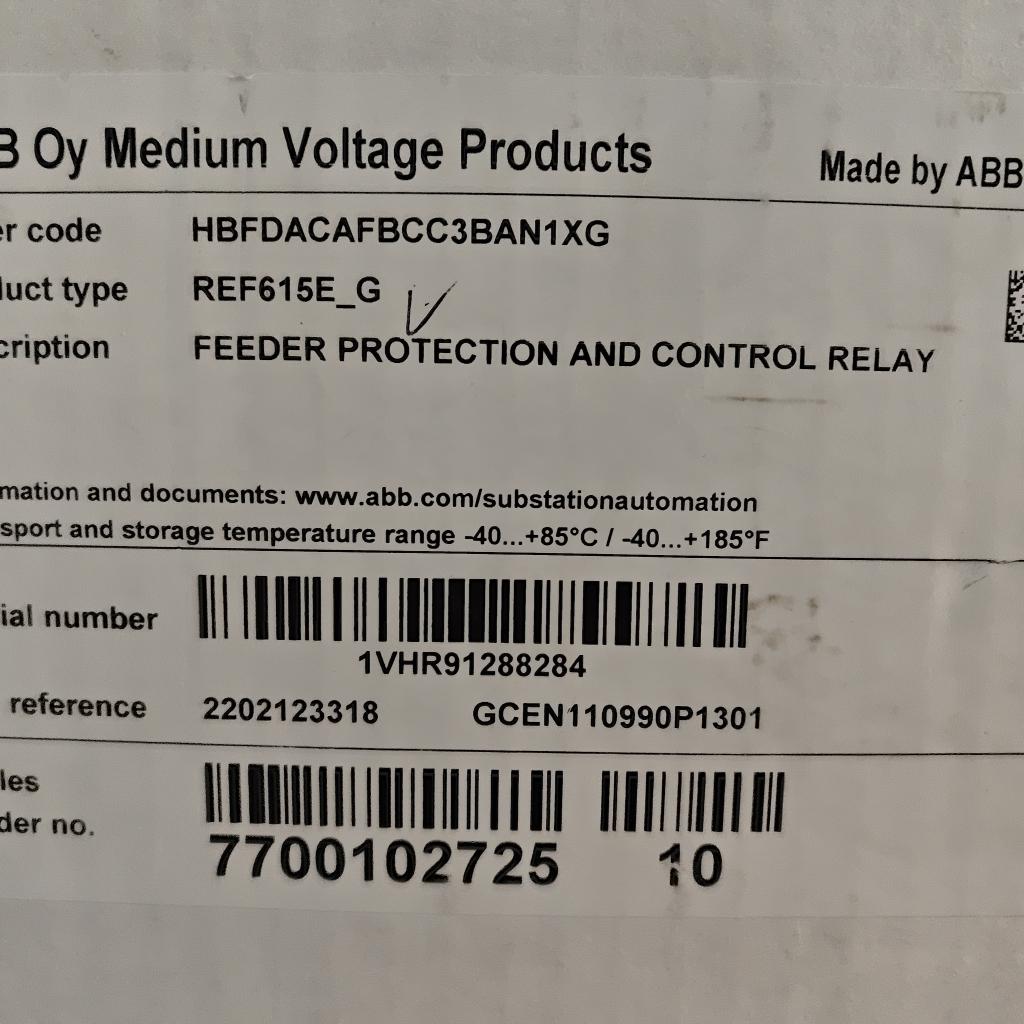 B Oy Medium Voltage Products
Made by ABB
er code HBFDACAFBCC3BAN1XG
duct type REF615E_G
cription FEEDER PROTECTION AND CONTROL RELAY
mation and documents: www.abb.com/substationautomation
sport and storage temperature range -40...+85°C / -40...+185°F
ial number
1VHR91288284
reference 2202123318 GCEN110990P1301
les
der no.
7700102725 10